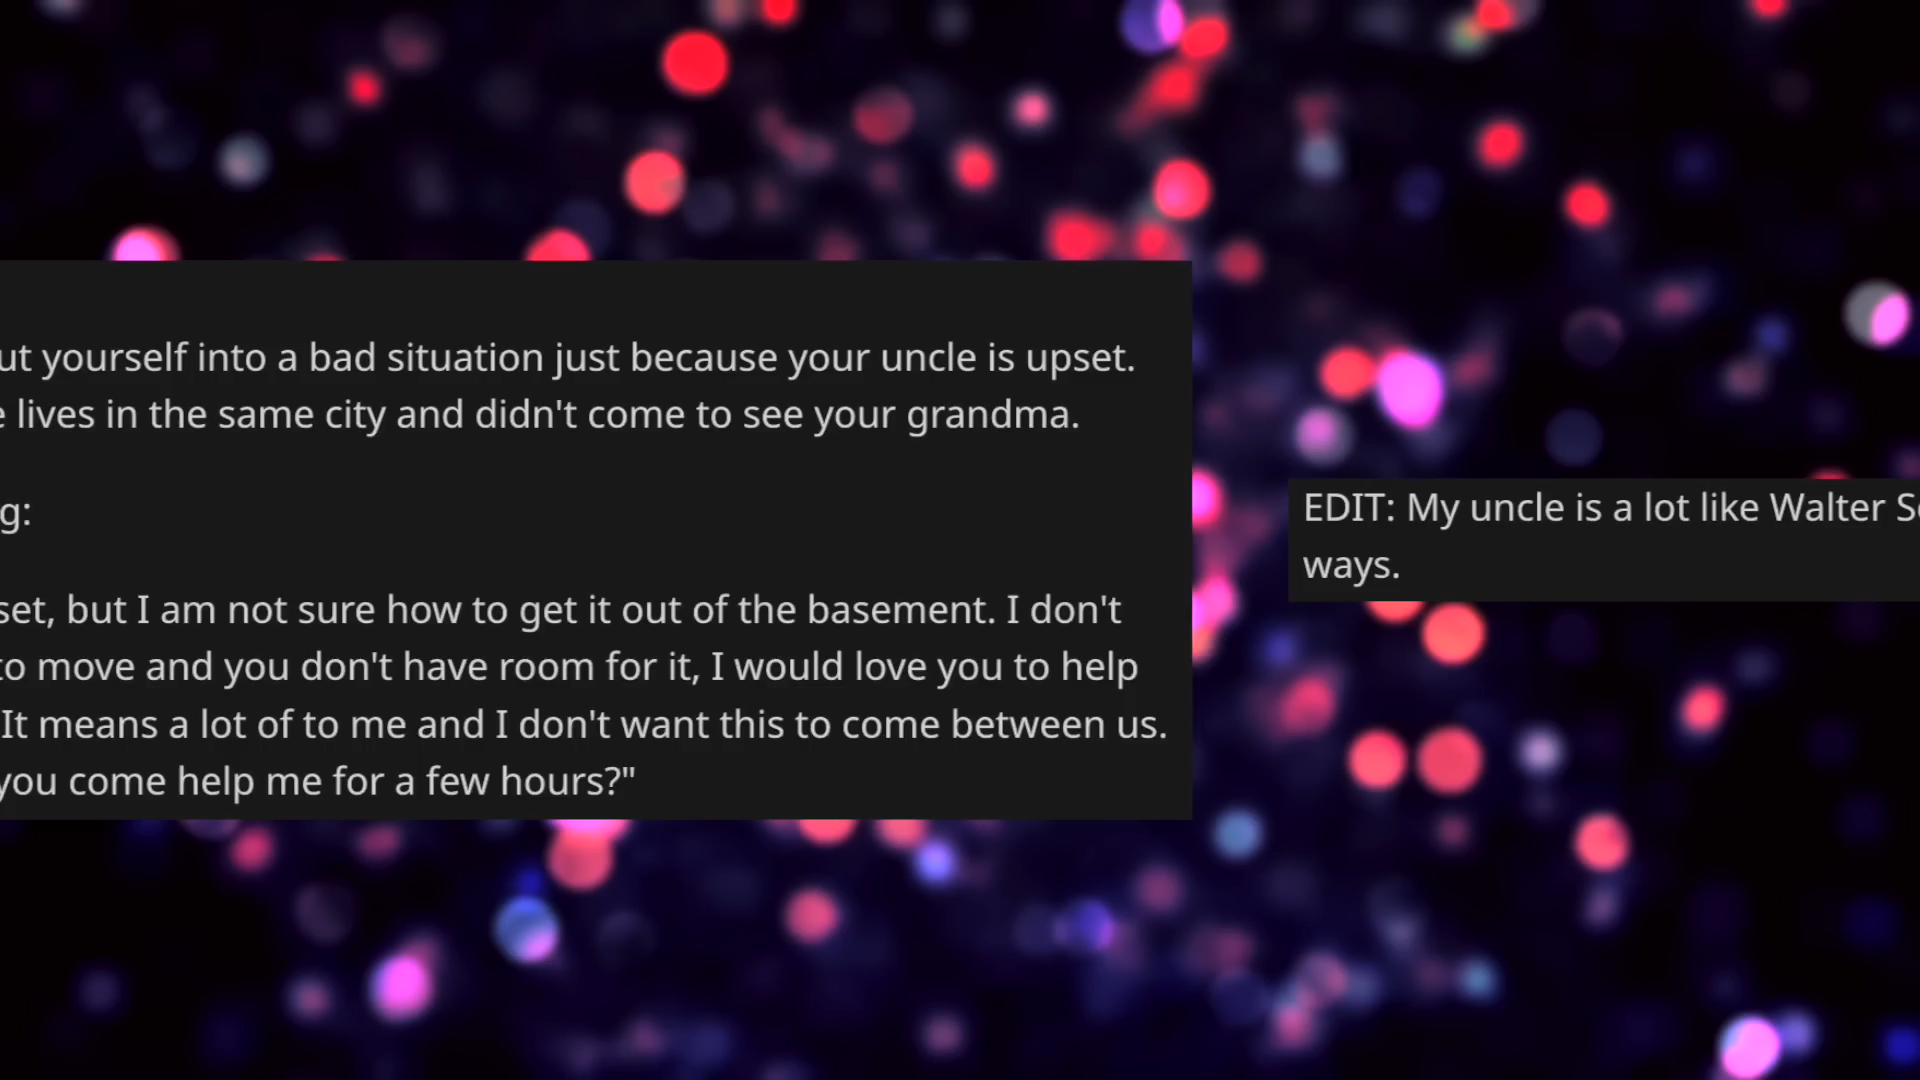 yourself into a bad situation just because your uncle is upset.
lives in the same city and didn't come to see your grandma.
but I am not sure how to get it out of the basement. I don't
to move and you don't have room for it, I would love you to help
It means a lot of to me and I don't want this to come between us.
you come help me for a few hours?"
EDIT: My uncle is a lot like Walter
ways.